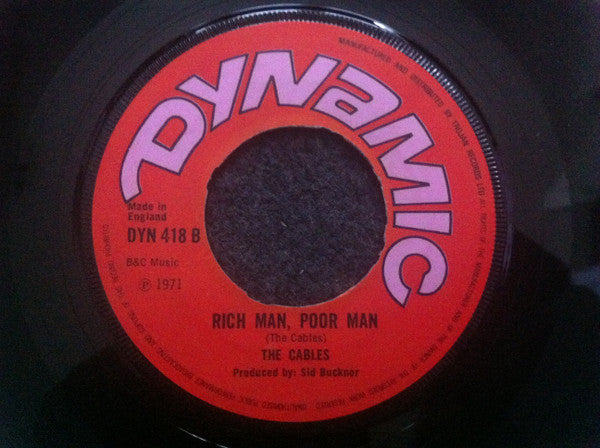 DYNAMIC
MANUFACTURED AND DISTRIBUTED BY TROJAN RECORDS LTD
Made in
England
DYN 418 B
B&C Music
℗ 1971
RICH MAN, POOR MAN
(The Cables)
THE CABLES
Produced by: Sid Bucknor